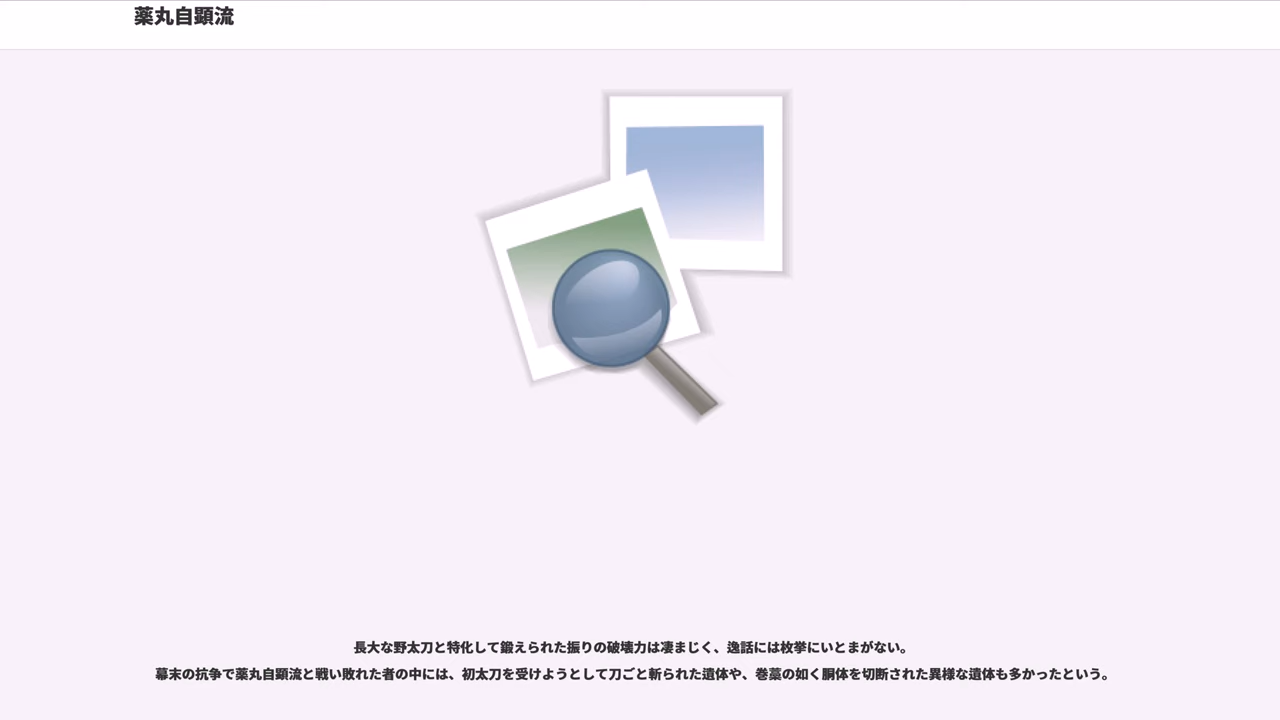 薬丸自顕流
長大な野太刀と特化して鍛えられた振りの破壊力は凄まじく、逸話には枚挙にいとまがない。
幕末の抗争で薬丸自顕流と戦い敗れた者の中には、初太刀を受けようとして刀ごと斬られた遺体や、巻藁の如く胴体を切断された異様な遺体も多かったという。